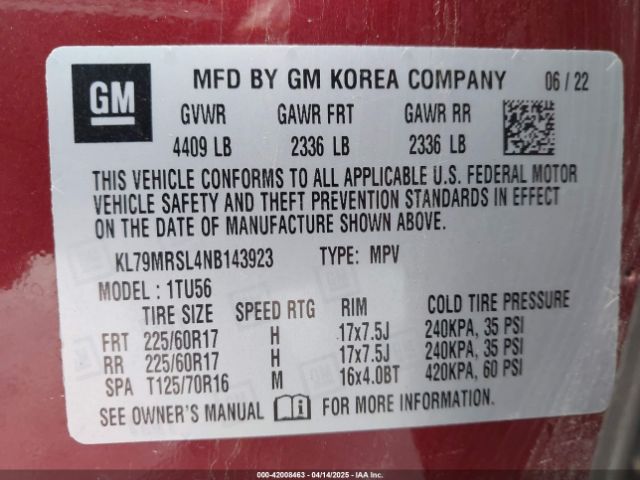 GM
MFD BY GM KOREA COMPANY 06 / 22
GVWR GAWR FRT GAWR RR
4409 LB 2336 LB 2336 LB
THIS VEHICLE CONFORMS TO ALL APPLICABLE U.S. FEDERAL MOTOR
VEHICLE SAFETY AND THEFT PREVENTION STANDARDS IN EFFECT
ON THE DATE OF MANUFACTURE SHOWN ABOVE.
KL79MRSL4NB143923 TYPE: MPV
MODEL : 1TU56
TIRE SIZE SPEED RTG RIM COLD TIRE PRESSURE
FRT 225/60R17 H 17x7.5J 240KPA, 35 PSI
RR 225/60R17 H 17x7.5J 240KPA, 35 PSI
SPA T125/70R16 M 16x4.0BT 420KPA, 60 PSI
SEE OWNER'S MANUAL FOR MORE INFORMATION.
000-42008463 - 04/14/2025 - IAA, Inc.